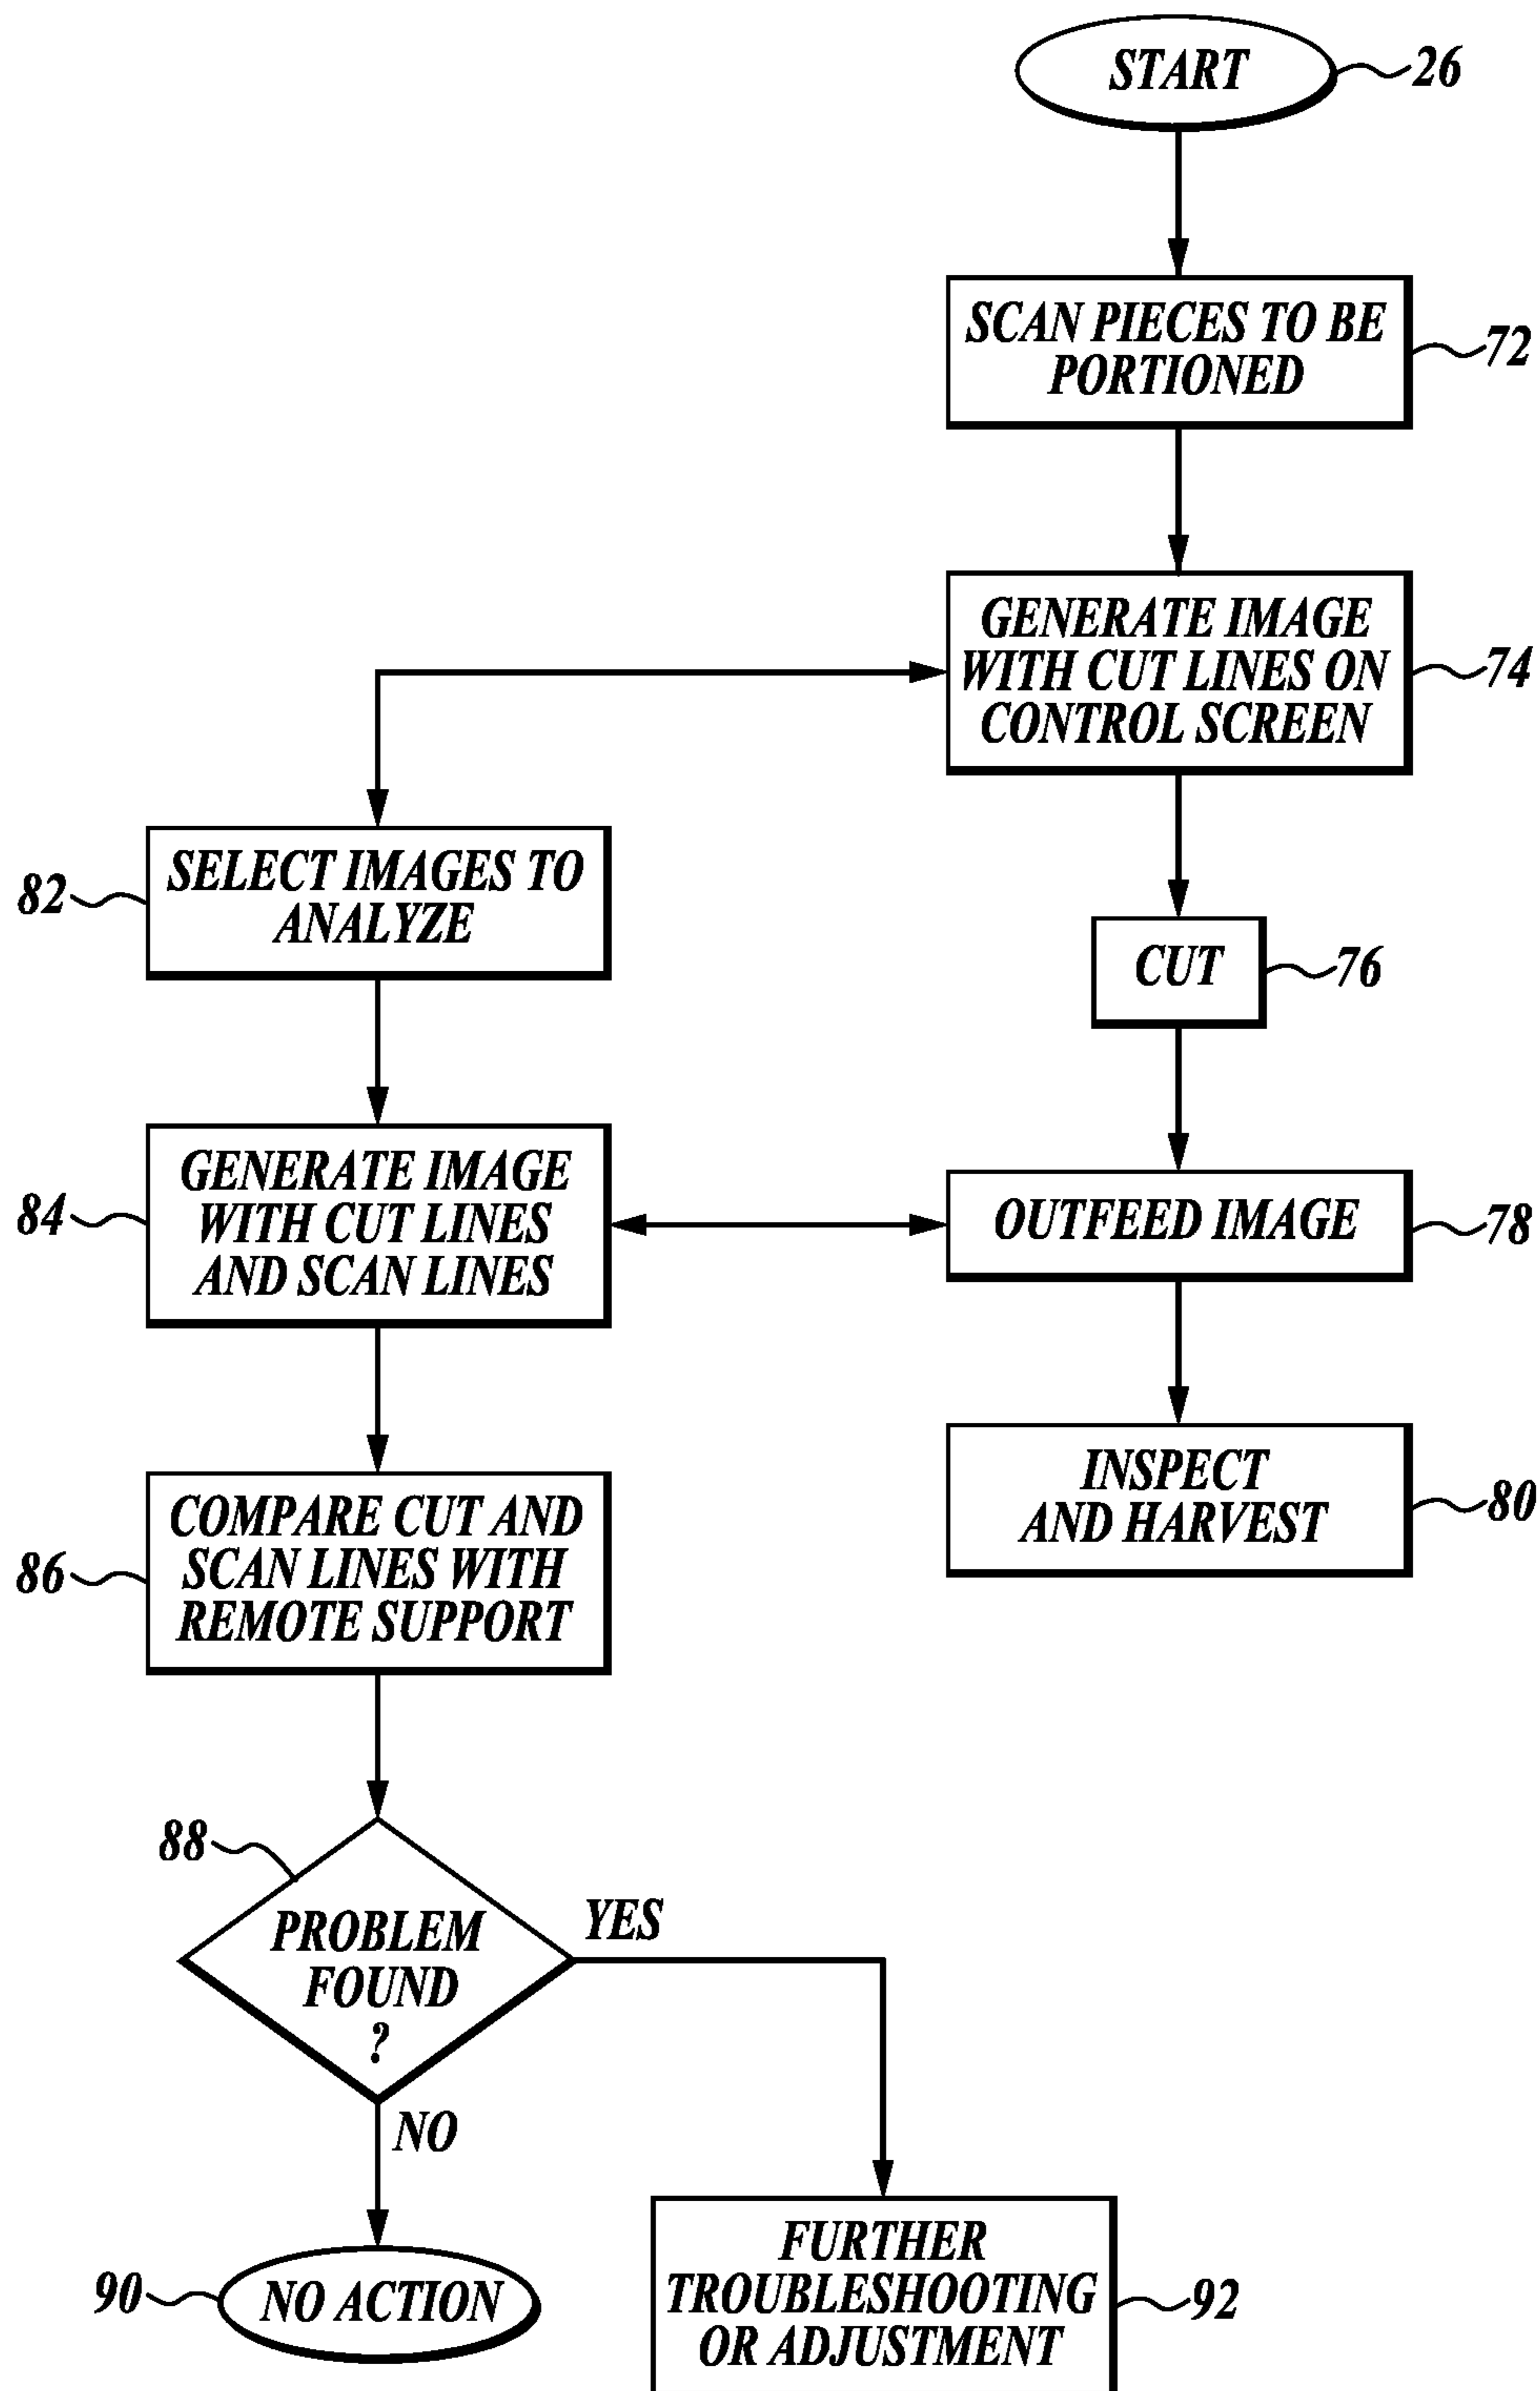 START
26
SCAN PIECES TO BE
PORTIONED
72
GENERATE IMAGE
WITH CUT LINES ON
CONTROL SCREEN
74
SELECT IMAGES TO
ANALYZE
82
CUT
76
GENERATE IMAGE
WITH CUT LINES
AND SCAN LINES
84
OUTFEED IMAGE
78
INSPECT
AND HARVEST
80
COMPARE CUT AND
SCAN LINES WITH
REMOTE SUPPORT
86
88
PROBLEM
FOUND
?
YES
NO
90
NO ACTION
FURTHER
TROUBLESHOOTING
OR ADJUSTMENT
92